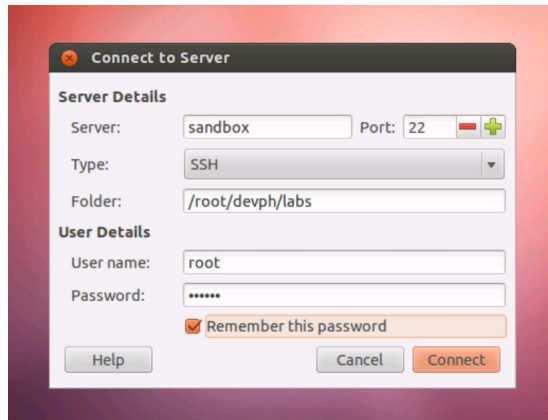 Connect to Server
Server Details
Server: sandbox Port: 22
Type: SSH
Folder: /root/devph/labs
User Details
User name: root
Password: ••••••
Remember this password
Help Cancel Connect